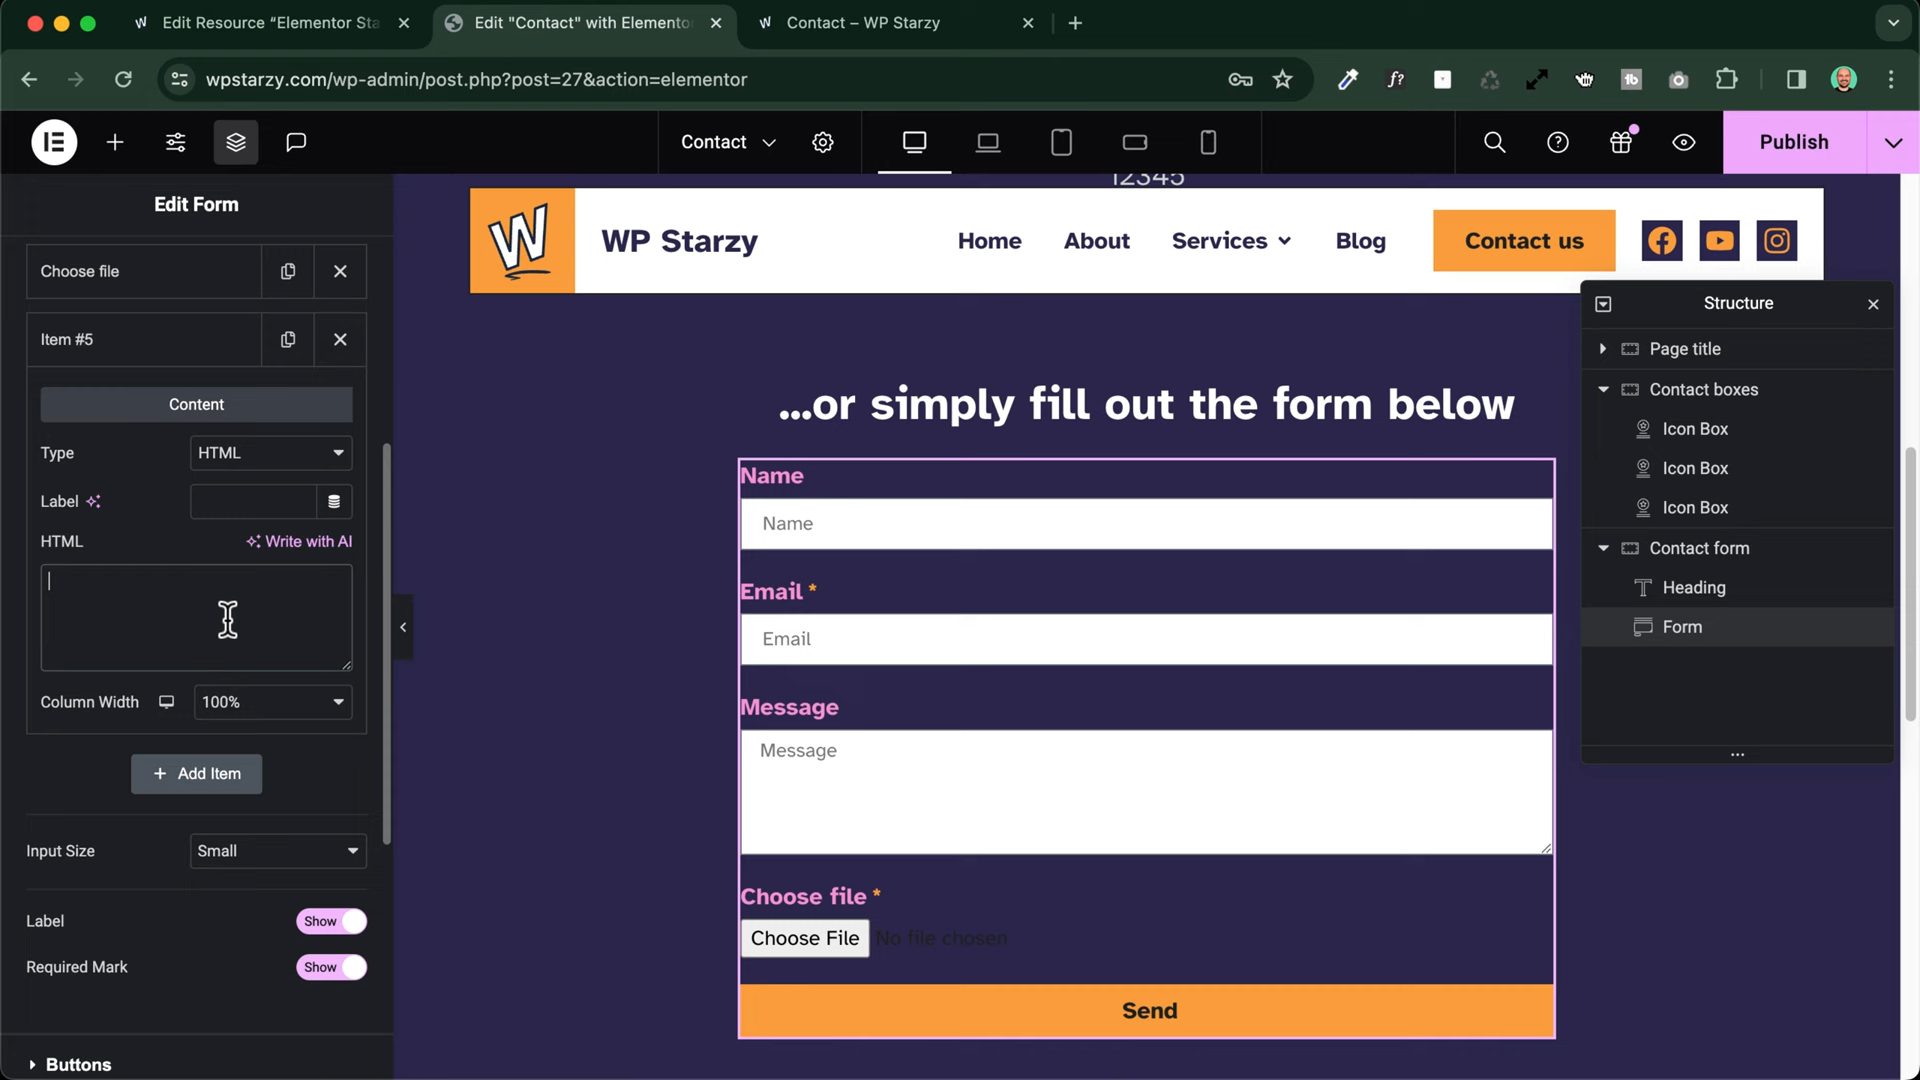 Edit Resource “Elementor Sta
Edit "Contact" with Elemento
Contact – WP Starzy
wpstarzy.com/wp-admin/post.php?post=27&action=elementor
f?
tb
Contact
Publish
Edit Form
Choose file
Item #5
Content
Type
HTML
Label
HTML
Write with AI
Column Width
100%
+ Add Item
Input Size
Small
Label
Show
Required Mark
Show
Buttons
12345
W
WP Starzy
Home
About
Services
Blog
Contact us
...or simply fill out the form below
Name
Name
Email *
Email
Message
Message
Choose file *
Choose File
No file chosen
Send
Structure
Page title
Contact boxes
Icon Box
Icon Box
Icon Box
Contact form
Heading
Form